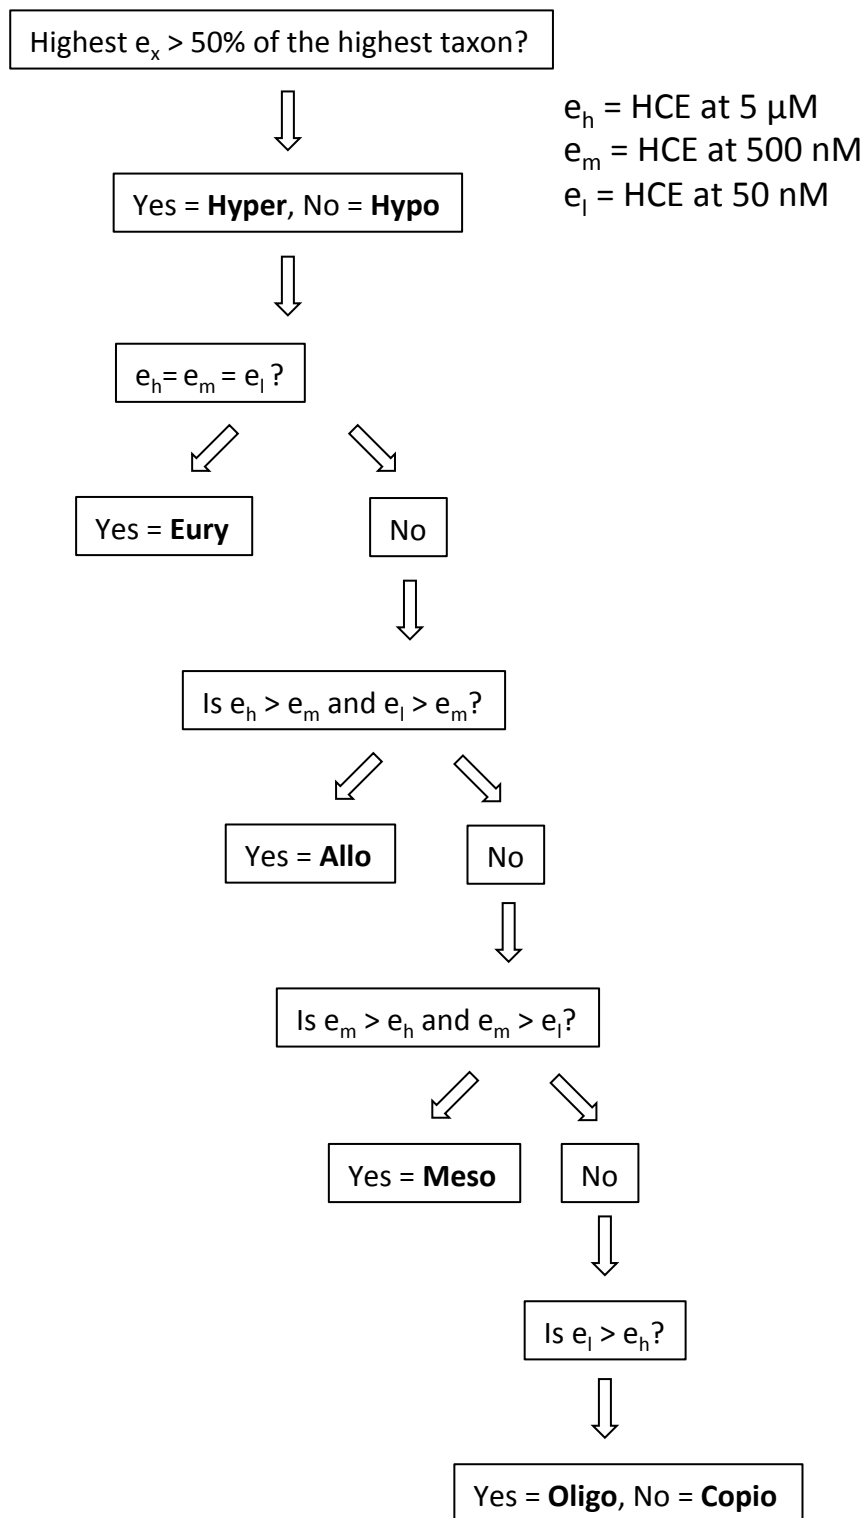 Highest eₓ > 50% of the highest taxon?
eₕ = HCE at 5 µM
eₘ = HCE at 500 nM
eₗ = HCE at 50 nM
Yes = Hyper, No = Hypo
eₕ= eₘ = eₗ ?
Yes = Eury
No
Is eₕ > eₘ and eₗ > eₘ?
Yes = Allo
No
Is eₘ > eₕ and eₘ > eₗ?
Yes = Meso
No
Is eₗ > eₕ?
Yes = Oligo, No = Copio